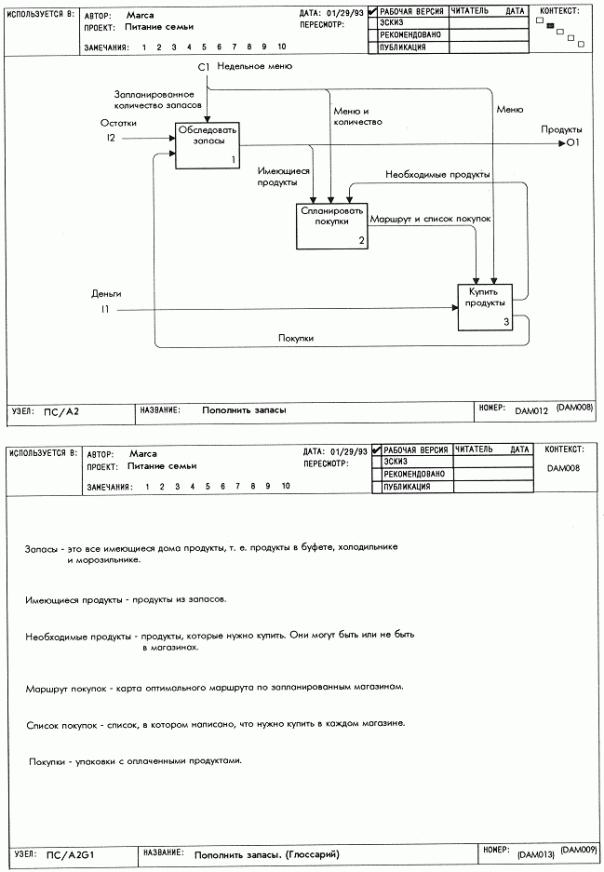 ИСПОЛЬЗУЕТСЯ В:
АВТОР: Marca
ПРОЕКТ: Питание семьи
ЗАМЕЧАНИЯ: 1 2 3 4 5 6 7 8 9 10
ДАТА: 01/29/93
ПЕРЕСМОТР:
РАБОЧАЯ ВЕРСИЯ
ЭСКИЗ
РЕКОМЕНДОВАНО
ПУБЛИКАЦИЯ
ЧИТАТЕЛЬ ДАТА
КОНТЕКСТ:
C1 Недельное меню
Запланированное
количество запасов
Остатки
I2
Обследовать
запасы
1
Меню и
количество
Меню
Продукты
O1
Имеющиеся
продукты
Необходимые продукты
Спланировать
покупки
2
Маршрут и список покупок
Деньги
I1
Купить
продукты
3
Покупки
УЗЕЛ: ПС/А2
НАЗВАНИЕ: Пополнить запасы
НОМЕР: DAM012 (DAM008)
ИСПОЛЬЗУЕТСЯ В:
АВТОР: Marca
ПРОЕКТ: Питание семьи
ЗАМЕЧАНИЯ: 1 2 3 4 5 6 7 8 9 10
ДАТА: 01/29/93
ПЕРЕСМОТР:
РАБОЧАЯ ВЕРСИЯ
ЭСКИЗ
РЕКОМЕНДОВАНО
ПУБЛИКАЦИЯ
ЧИТАТЕЛЬ ДАТА
КОНТЕКСТ:
DAM008
Запасы - это все имеющиеся дома продукты, т. е. продукты в буфете, холодильнике
и морозильнике.
Имеющиеся продукты - продукты из запасов.
Необходимые продукты - продукты, которые нужно купить. Они могут быть или не быть
в магазинах.
Маршрут покупок - карта оптимального маршрута по запланированным магазинам.
Список покупок - список, в котором написано, что нужно купить в каждом магазине.
Покупки - упаковки с оплаченными продуктами.
УЗЕЛ: ПС/А2G1
НАЗВАНИЕ: Пополнить запасы. (Глоссарий)
НОМЕР: (DAM013) (DAM009)